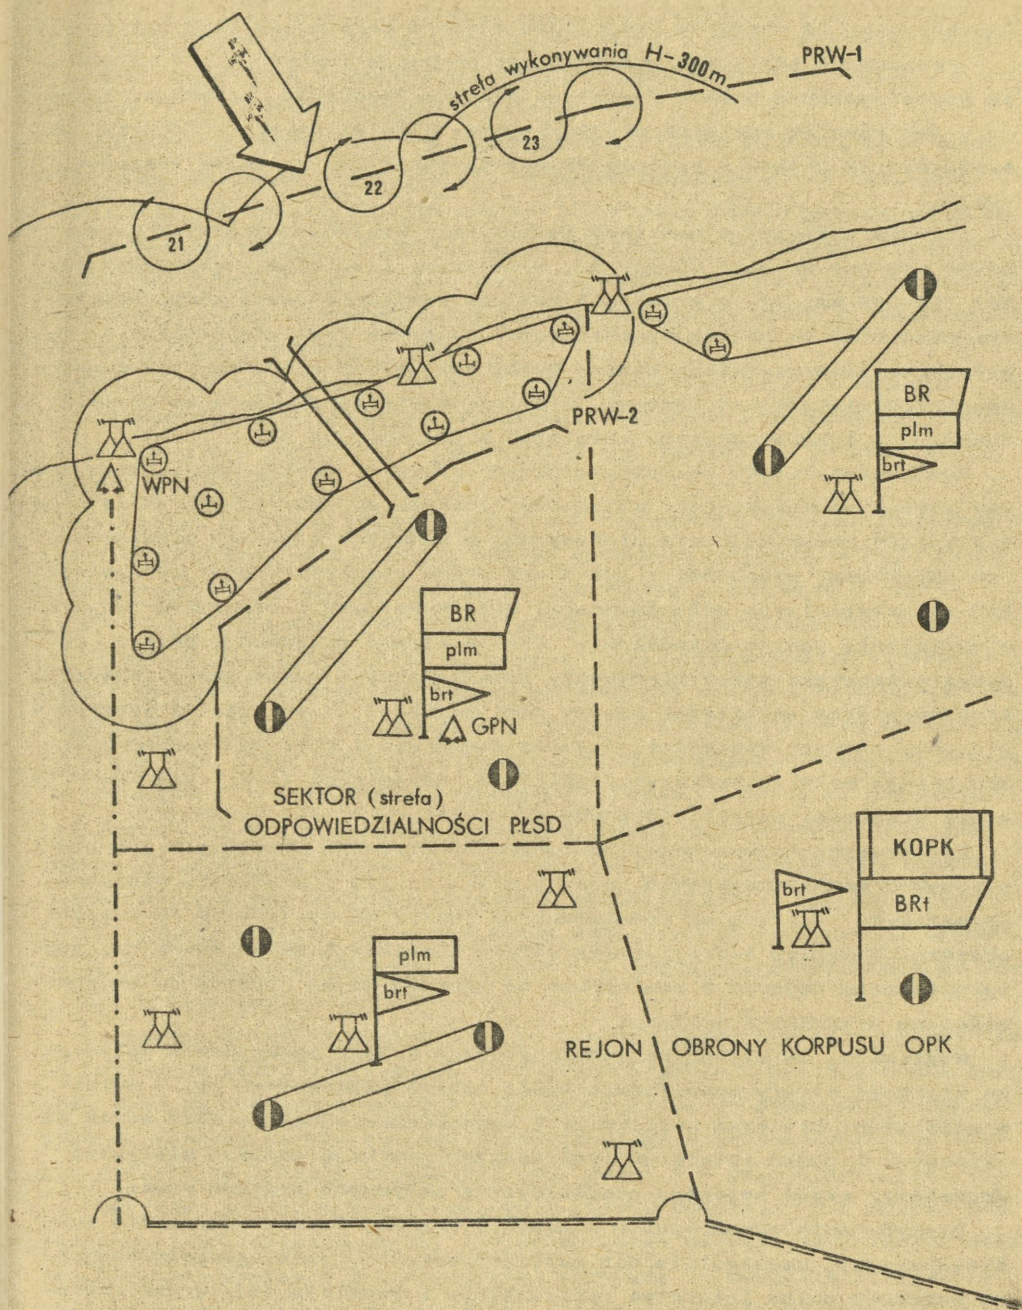 PRW-1
strefa wykonywania H-300m
23
22
21
PRW-2
WPN
BR
plm
brt
BR
plm
brt
GPN
SEKTOR (strefa)
ODPOWIEDZIALNOŚCI PŁSD
KOPK
brt
BRt
plm
brt
REJON OBRONY KORPUSU OPK